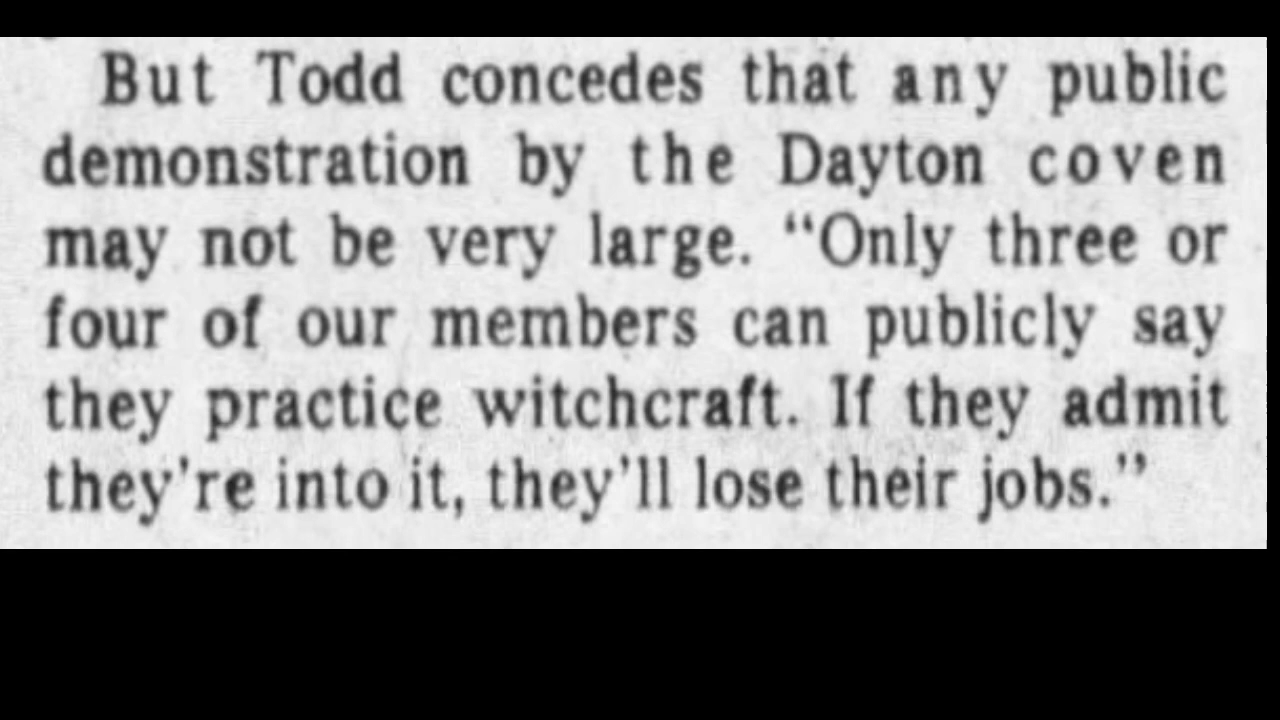 But Todd concedes that any public
demonstration by the Dayton coven
may not be very large. “Only three or
four of our members can publicly say
they practice witchcraft. If they admit
they’re into it, they’ll lose their jobs.”